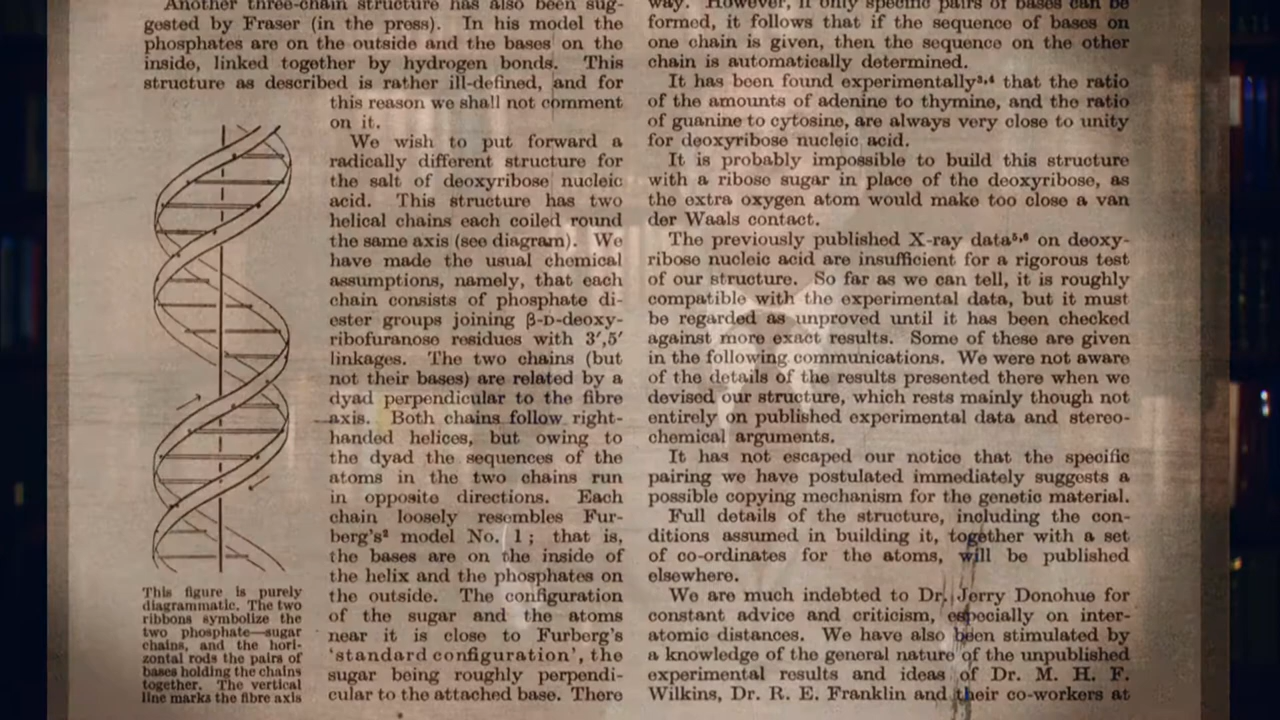 Another three-chain structure has also been sug-
gested by Fraser (in the press). In his model the
phosphates are on the outside and the bases on the
inside, linked together by hydrogen bonds. This
structure as described is rather ill-defined, and for
this reason we shall not comment
on it.
We wish to put forward a
radically different structure for
the salt of deoxyribose nucleic
acid. This structure has two
helical chains each coiled round
the same axis (see diagram). We
have made the usual chemical
assumptions, namely, that each
chain consists of phosphate di-
ester groups joining β-D-deoxy-
ribofuranose residues with 3′,5′
linkages. The two chains (but
not their bases) are related by a
dyad perpendicular to the fibre
axis. Both chains follow right-
handed helices, but owing to
the dyad the sequences of the
atoms in the two chains run
in opposite directions. Each
chain loosely resembles Fur-
berg's² model No. 1; that is,
the bases are on the inside of
the helix and the phosphates on
the outside. The configuration
of the sugar and the atoms
near it is close to Furberg's
'standard configuration', the
sugar being roughly perpendi-
cular to the attached base. There
This figure is purely
diagrammatic. The two
ribbons symbolize the
two phosphate—sugar
chains, and the hori-
zontal rods the pairs of
bases holding the chains
together. The vertical
line marks the fibre axis
way. However, if only specific pairs of bases can be
formed, it follows that if the sequence of bases on
one chain is given, then the sequence on the other
chain is automatically determined.
It has been found experimentally³,⁴ that the ratio
of the amounts of adenine to thymine, and the ratio
of guanine to cytosine, are always very close to unity
for deoxyribose nucleic acid.
It is probably impossible to build this structure
with a ribose sugar in place of the deoxyribose, as
the extra oxygen atom would make too close a van
der Waals contact.
The previously published X-ray data⁵,⁶ on deoxy-
ribose nucleic acid are insufficient for a rigorous test
of our structure. So far as we can tell, it is roughly
compatible with the experimental data, but it must
be regarded as unproved until it has been checked
against more exact results. Some of these are given
in the following communications. We were not aware
of the details of the results presented there when we
devised our structure, which rests mainly though not
entirely on published experimental data and stereo-
chemical arguments.
It has not escaped our notice that the specific
pairing we have postulated immediately suggests a
possible copying mechanism for the genetic material.
Full details of the structure, including the con-
ditions assumed in building it, together with a set
of co-ordinates for the atoms, will be published
elsewhere.
We are much indebted to Dr. Jerry Donohue for
constant advice and criticism, especially on inter-
atomic distances. We have also been stimulated by
a knowledge of the general nature of the unpublished
experimental results and ideas of Dr. M. H. F.
Wilkins, Dr. R. E. Franklin and their co-workers at